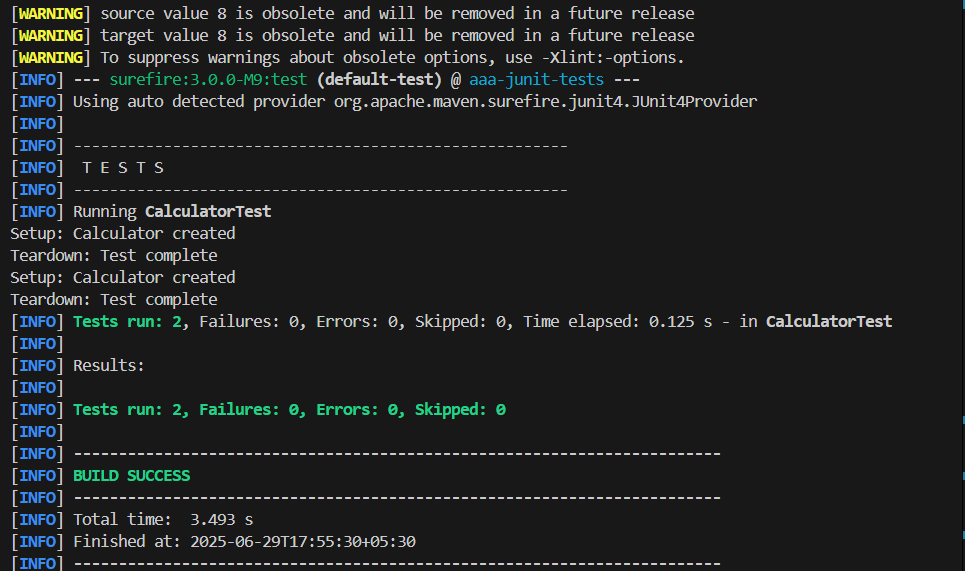 [WARNING] source value 8 is obsolete and will be removed in a future release
[WARNING] target value 8 is obsolete and will be removed in a future release
[WARNING] To suppress warnings about obsolete options, use -Xlint:-options.
[INFO] --- surefire:3.0.0-M9:test (default-test) @ aaa-junit-tests ---
[INFO] Using auto detected provider org.apache.maven.surefire.junit4.JUnit4Provider
[INFO]
[INFO] -------------------------------------------------------
[INFO]  T E S T S
[INFO] -------------------------------------------------------
[INFO] Running CalculatorTest
Setup: Calculator created
Teardown: Test complete
Setup: Calculator created
Teardown: Test complete
[INFO] Tests run: 2, Failures: 0, Errors: 0, Skipped: 0, Time elapsed: 0.125 s - in CalculatorTest
[INFO]
[INFO] Results:
[INFO]
[INFO] Tests run: 2, Failures: 0, Errors: 0, Skipped: 0
[INFO]
[INFO] ------------------------------------------------------------------------
[INFO] BUILD SUCCESS
[INFO] ------------------------------------------------------------------------
[INFO] Total time:  3.493 s
[INFO] Finished at: 2025-06-29T17:55:30+05:30
[INFO] ------------------------------------------------------------------------